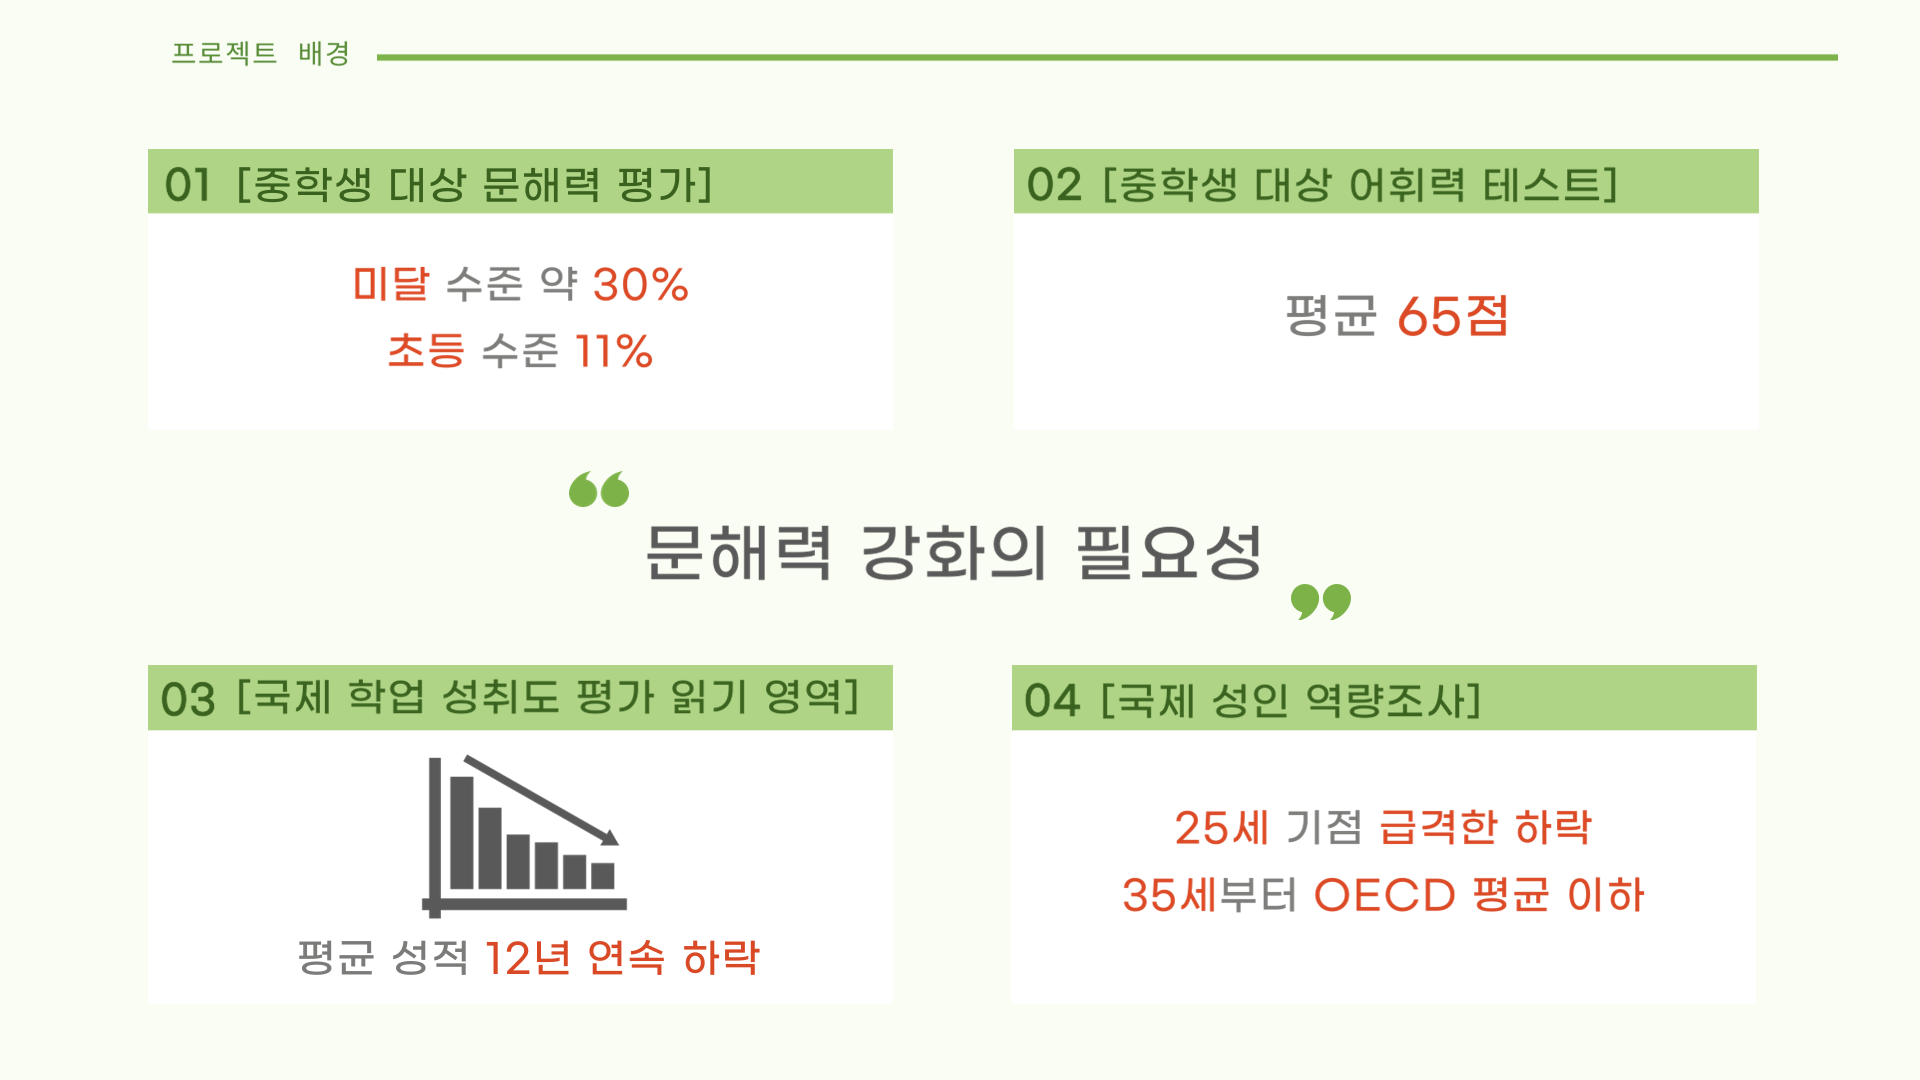 프로젝트 배경
01 [중학생 대상 문해력 평가]
미달 수준 약 30%
초등 수준 11%
02 [중학생 대상 어휘력 테스트]
평균 65점
“ 문해력 강화의 필요성 ”
03 [국제 학업 성취도 평가 읽기 영역]
평균 성적 12년 연속 하락
04 [국제 성인 역량조사]
25세 기점 급격한 하락
35세부터 OECD 평균 이하